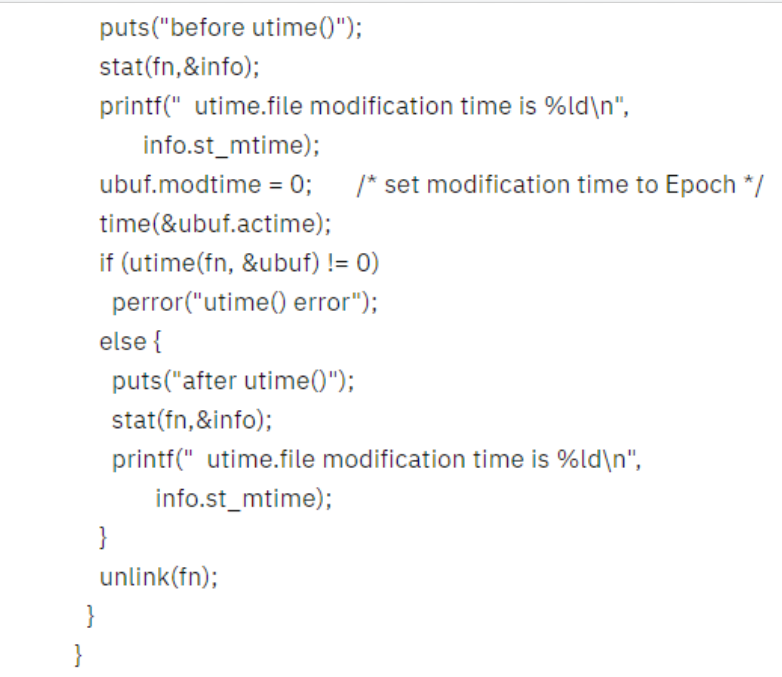 puts("before utime()");
stat(fn,&info);
printf("  utime.file modification time is %ld\n",
info.st_mtime);
ubuf.modtime = 0;      /* set modification time to Epoch */
time(&ubuf.actime);
if (utime(fn, &ubuf) != 0)
perror("utime() error");
else {
puts("after utime()");
stat(fn,&info);
printf("  utime.file modification time is %ld\n",
info.st_mtime);
}
unlink(fn);
}
}